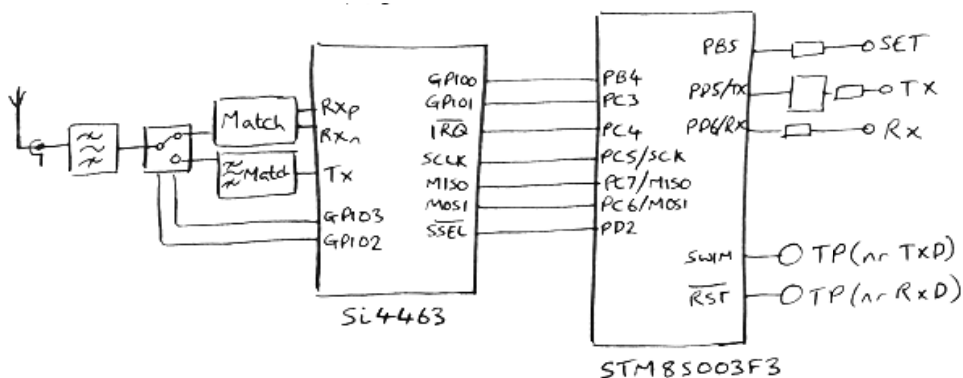 PB5
SET
GPIO0
PB4
PD5/TX
Tx
GPIO1
PC3
Match
RXp
RXn
IRQ
PC4
PD6/RX
Rx
SCLK
PC5/SCK
Match
Tx
MISO
PC7/MISO
MOSI
PC6/MOSI
GPIO3
SSEL
PD2
GPIO2
SWIM
TP(nr TxD)
RST
TP(nr RxD)
Si4463
STM8S003F3